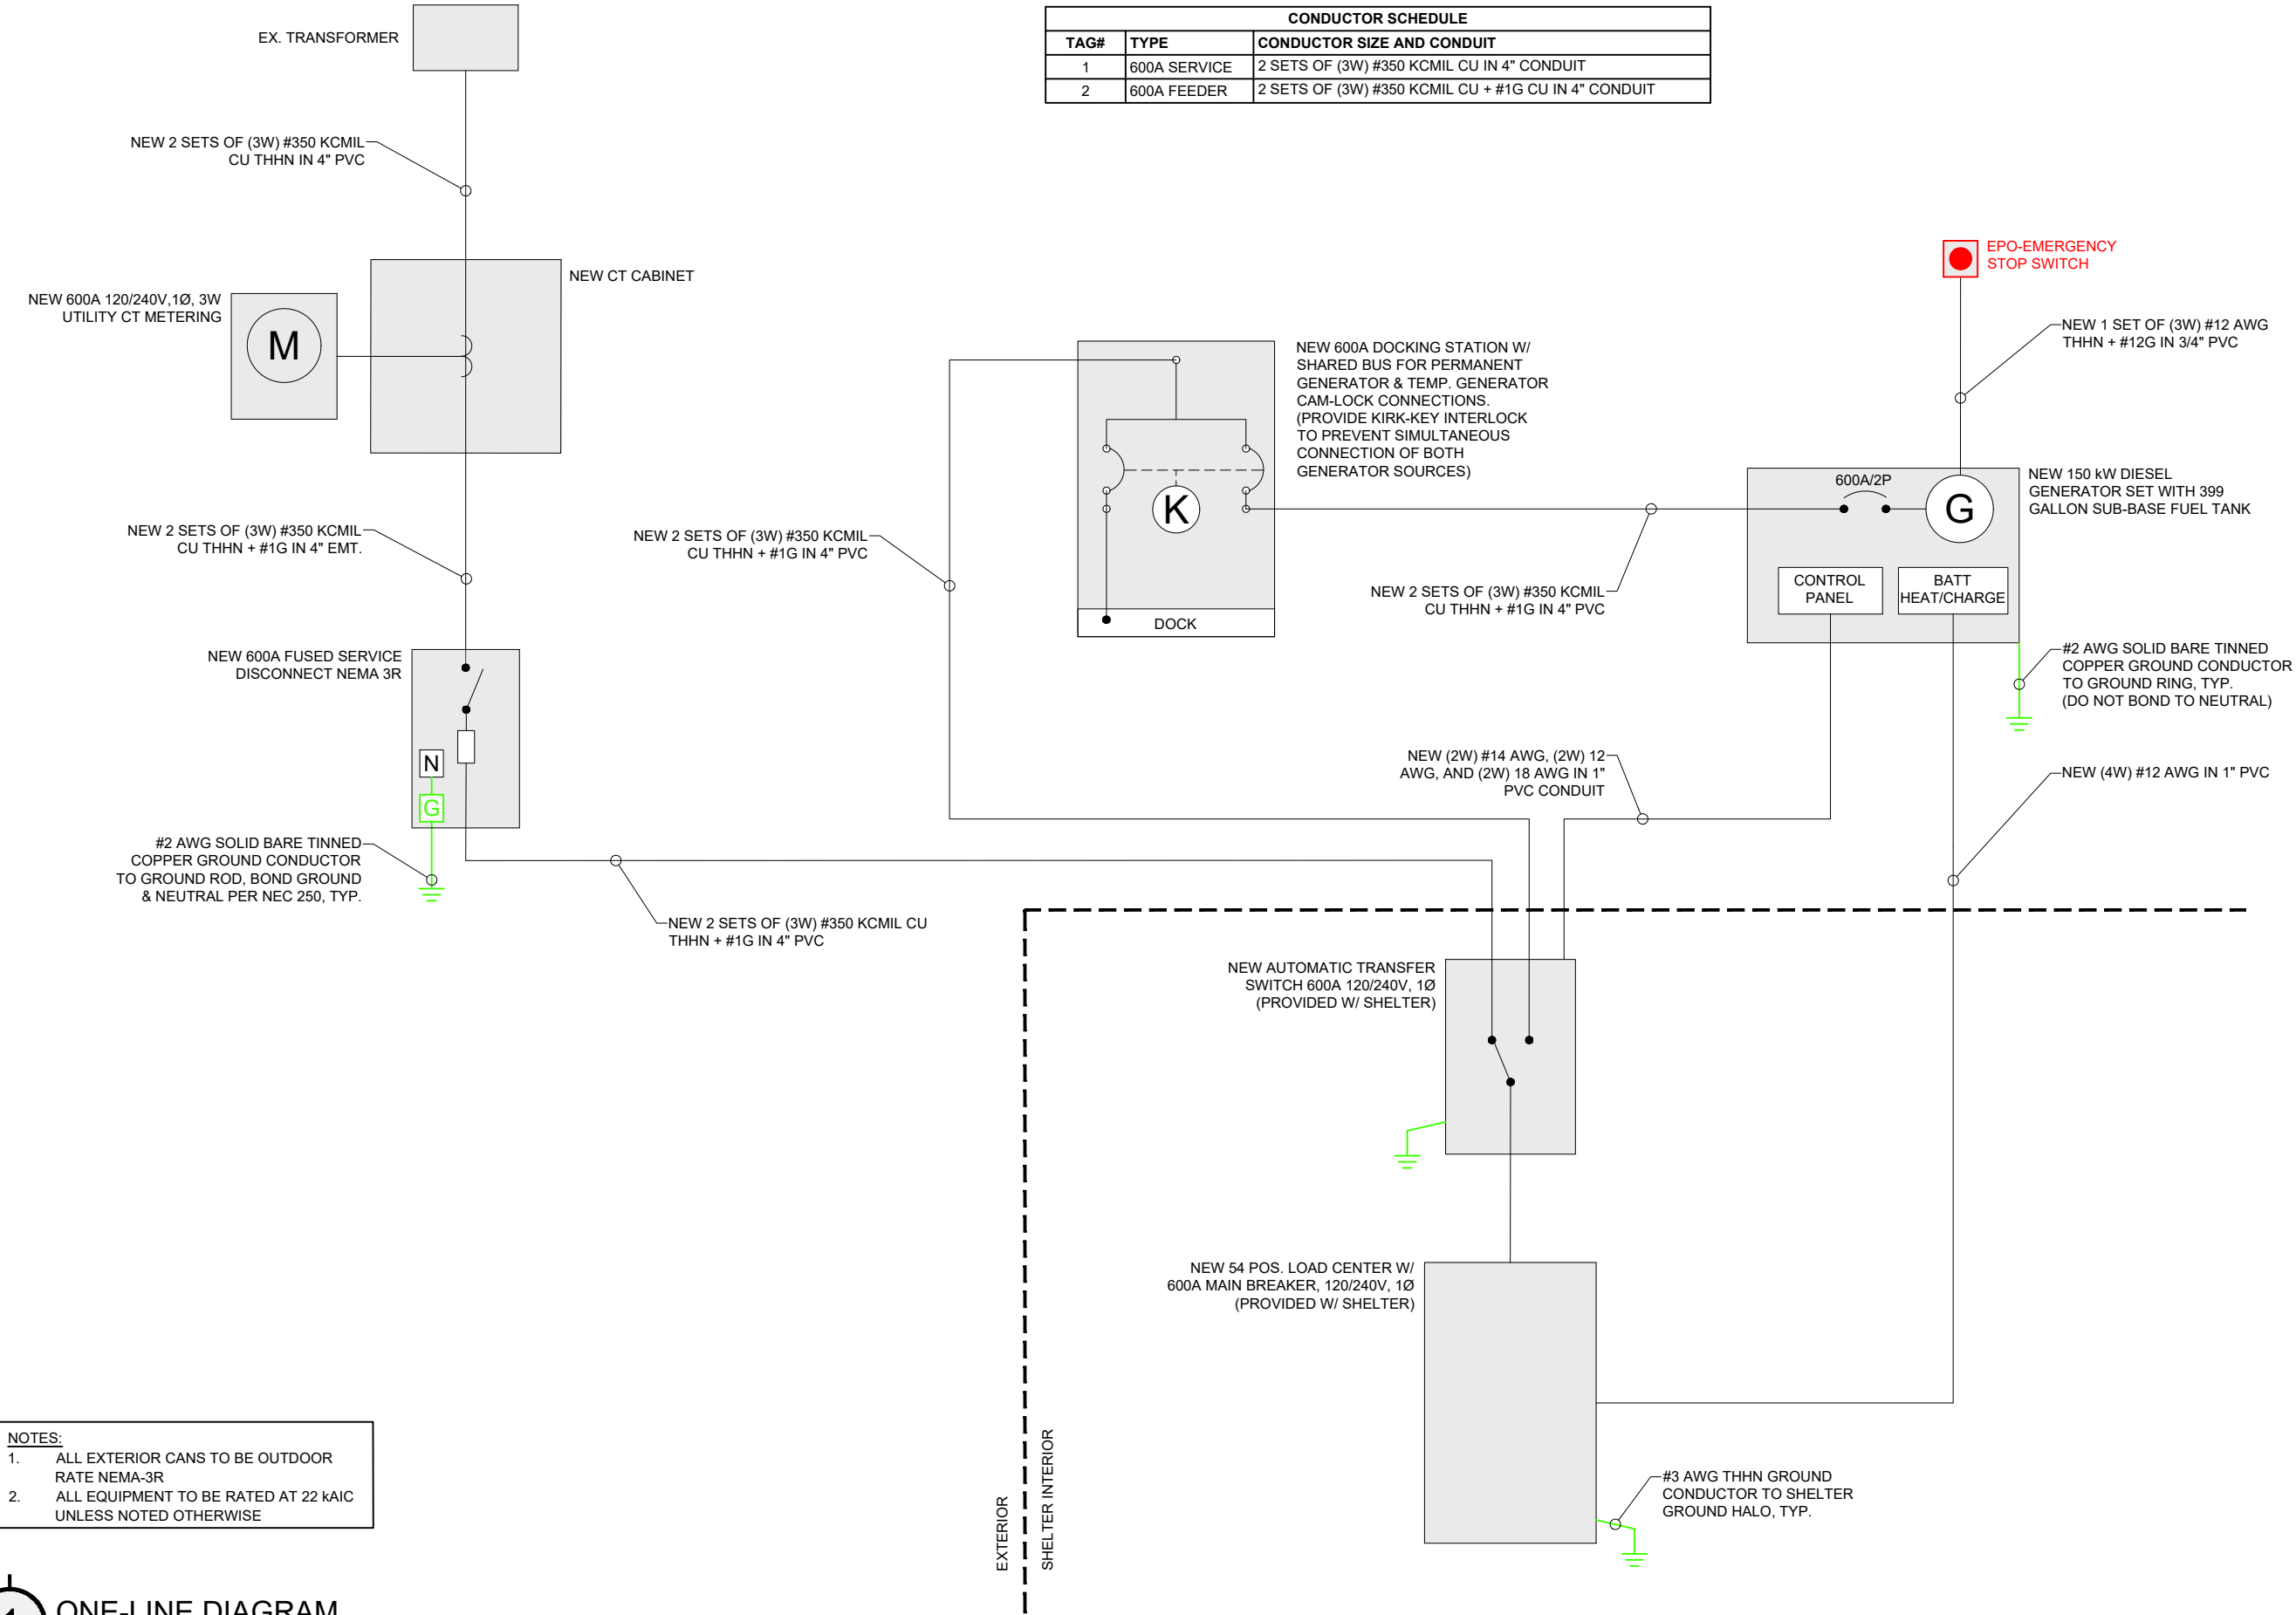 EX. TRANSFORMER
CONDUCTOR SCHEDULE
TAG# TYPE CONDUCTOR SIZE AND CONDUIT
1 600A SERVICE 2 SETS OF (3W) #350 KCMIL CU IN 4" CONDUIT
2 600A FEEDER 2 SETS OF (3W) #350 KCMIL CU + #1G CU IN 4" CONDUIT
NEW 2 SETS OF (3W) #350 KCMIL
CU THHN IN 4" PVC
NEW CT CABINET
NEW 600A 120/240V,1Ø, 3W
UTILITY CT METERING
M
EPO-EMERGENCY
STOP SWITCH
NEW 1 SET OF (3W) #12 AWG
THHN + #12G IN 3/4" PVC
NEW 600A DOCKING STATION W/
SHARED BUS FOR PERMANENT
GENERATOR & TEMP. GENERATOR
CAM-LOCK CONNECTIONS.
(PROVIDE KIRK-KEY INTERLOCK
TO PREVENT SIMULTANEOUS
CONNECTION OF BOTH
GENERATOR SOURCES)
K
DOCK
600A/2P
G
NEW 150 kW DIESEL
GENERATOR SET WITH 399
GALLON SUB-BASE FUEL TANK
CONTROL
PANEL
BATT
HEAT/CHARGE
NEW 2 SETS OF (3W) #350 KCMIL
CU THHN + #1G IN 4" EMT.
NEW 2 SETS OF (3W) #350 KCMIL
CU THHN + #1G IN 4" PVC
NEW 2 SETS OF (3W) #350 KCMIL
CU THHN + #1G IN 4" PVC
NEW 600A FUSED SERVICE
DISCONNECT NEMA 3R
N
G
#2 AWG SOLID BARE TINNED
COPPER GROUND CONDUCTOR
TO GROUND RING, TYP.
(DO NOT BOND TO NEUTRAL)
NEW (2W) #14 AWG, (2W) 12
AWG, AND (2W) 18 AWG IN 1"
PVC CONDUIT
NEW (4W) #12 AWG IN 1" PVC
#2 AWG SOLID BARE TINNED
COPPER GROUND CONDUCTOR
TO GROUND ROD, BOND GROUND
& NEUTRAL PER NEC 250, TYP.
NEW 2 SETS OF (3W) #350 KCMIL CU
THHN + #1G IN 4" PVC
NEW AUTOMATIC TRANSFER
SWITCH 600A 120/240V, 1Ø
(PROVIDED W/ SHELTER)
NEW 54 POS. LOAD CENTER W/
600A MAIN BREAKER, 120/240V, 1Ø
(PROVIDED W/ SHELTER)
#3 AWG THHN GROUND
CONDUCTOR TO SHELTER
GROUND HALO, TYP.
EXTERIOR
SHELTER INTERIOR
NOTES:
1. ALL EXTERIOR CANS TO BE OUTDOOR
RATE NEMA-3R
2. ALL EQUIPMENT TO BE RATED AT 22 kAIC
UNLESS NOTED OTHERWISE
ONE-LINE DIAGRAM